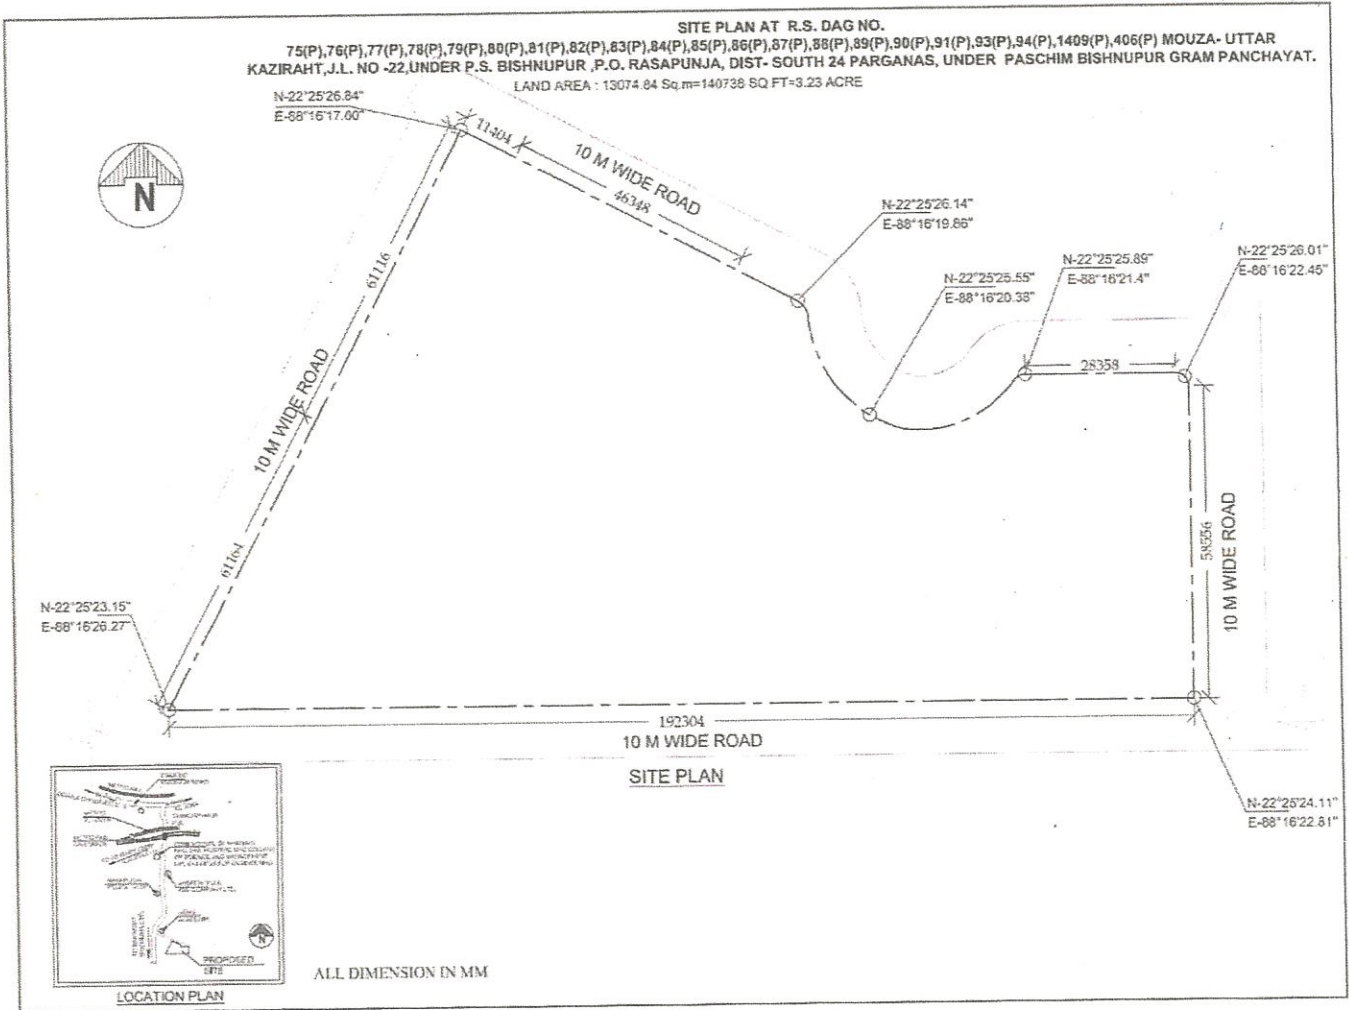 SITE PLAN AT R.S. DAG NO.
75(P),76(P),77(P),78(P),79(P),80(P),81(P),82(P),83(P),84(P),85(P),86(P),87(P),88(P),89(P),90(P),91(P),93(P),94(P),1409(P),406(P) MOUZA- UTTAR
KAZIRAHT,J.L. NO -22,UNDER P.S. BISHNUPUR ,P.O. RASAPUNJA, DIST- SOUTH 24 PARGANAS, UNDER PASCHIM BISHNUPUR GRAM PANCHAYAT.
LAND AREA : 13074.84 Sq.m=140738 SQ FT=3.23 ACRE
N-22°25'26.84"
E-88°16'17.00"
N
11404
10 M WIDE ROAD
46348
N-22°25'26.14"
E-88°16'19.86"
N-22°25'25.55"
E-88°16'20.38"
N-22°25'25.89"
E-88°16'21.4"
N-22°25'26.01"
E-88°16'22.45"
61116
10 M WIDE ROAD
61164
28358
58556
10 M WIDE ROAD
N-22°25'23.15"
E-88°16'26.27"
192304
10 M WIDE ROAD
SITE PLAN
N-22°25'24.11"
E-88°16'22.81"
N
PROPOSED
SITE
LOCATION PLAN
ALL DIMENSION IN MM